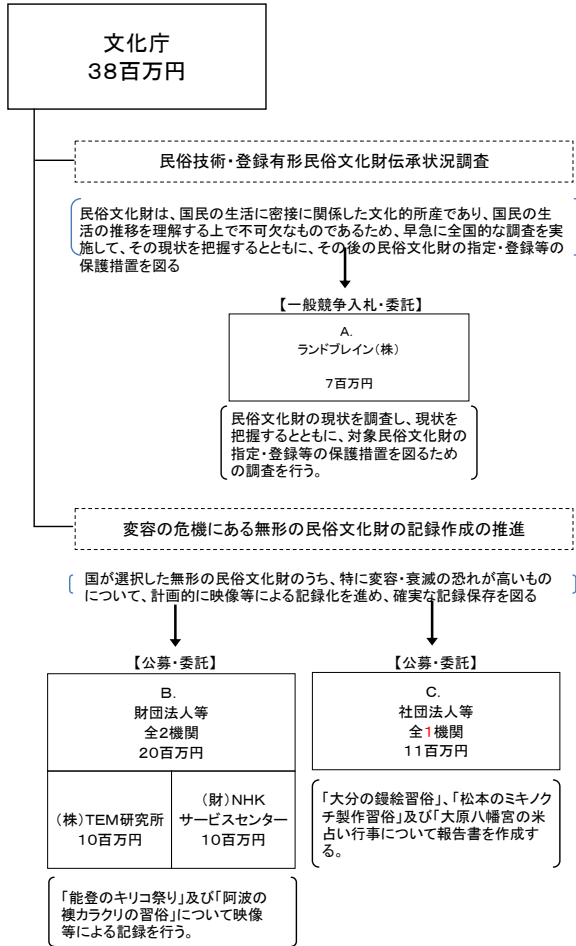 文化庁
38百万円
民俗技術・登録有形民俗文化財伝承状況調査
民俗文化財は、国民の生活に密接に関係した文化的所産であり、国民の生
活の推移を理解する上で不可欠なものであるため、早急に全国的な調査を実
施して、その現状を把握するとともに、その後の民俗文化財の指定・登録等の
保護措置を図る
【一般競争入札・委託】
A.
ランドブレイン(株)
7百万円
民俗文化財の現状を調査し、現状を
把握するとともに、対象民俗文化財の
指定・登録等の保護措置を図るため
の調査を行う。
変容の危機にある無形の民俗文化財の記録作成の推進
国が選択した無形の民俗文化財のうち、特に変容・衰滅の恐れが高いもの
について、計画的に映像等による記録化を進め、確実な記録保存を図る
【公募・委託】
B.
財団法人等
全2機関
20百万円
(株)TEM研究所
10百万円
(財)NHK
サービスセンター
10百万円
「能登のキリコ祭り」及び「阿波の
襖カラクリの習俗」について映像
等による記録を行う。
【公募・委託】
C.
社団法人等
全1機関
11百万円
「大分の鏝絵習俗」、「松本のミキノク
チ製作習俗」及び「大原八幡宮の米
占い行事について報告書を作成す
る。